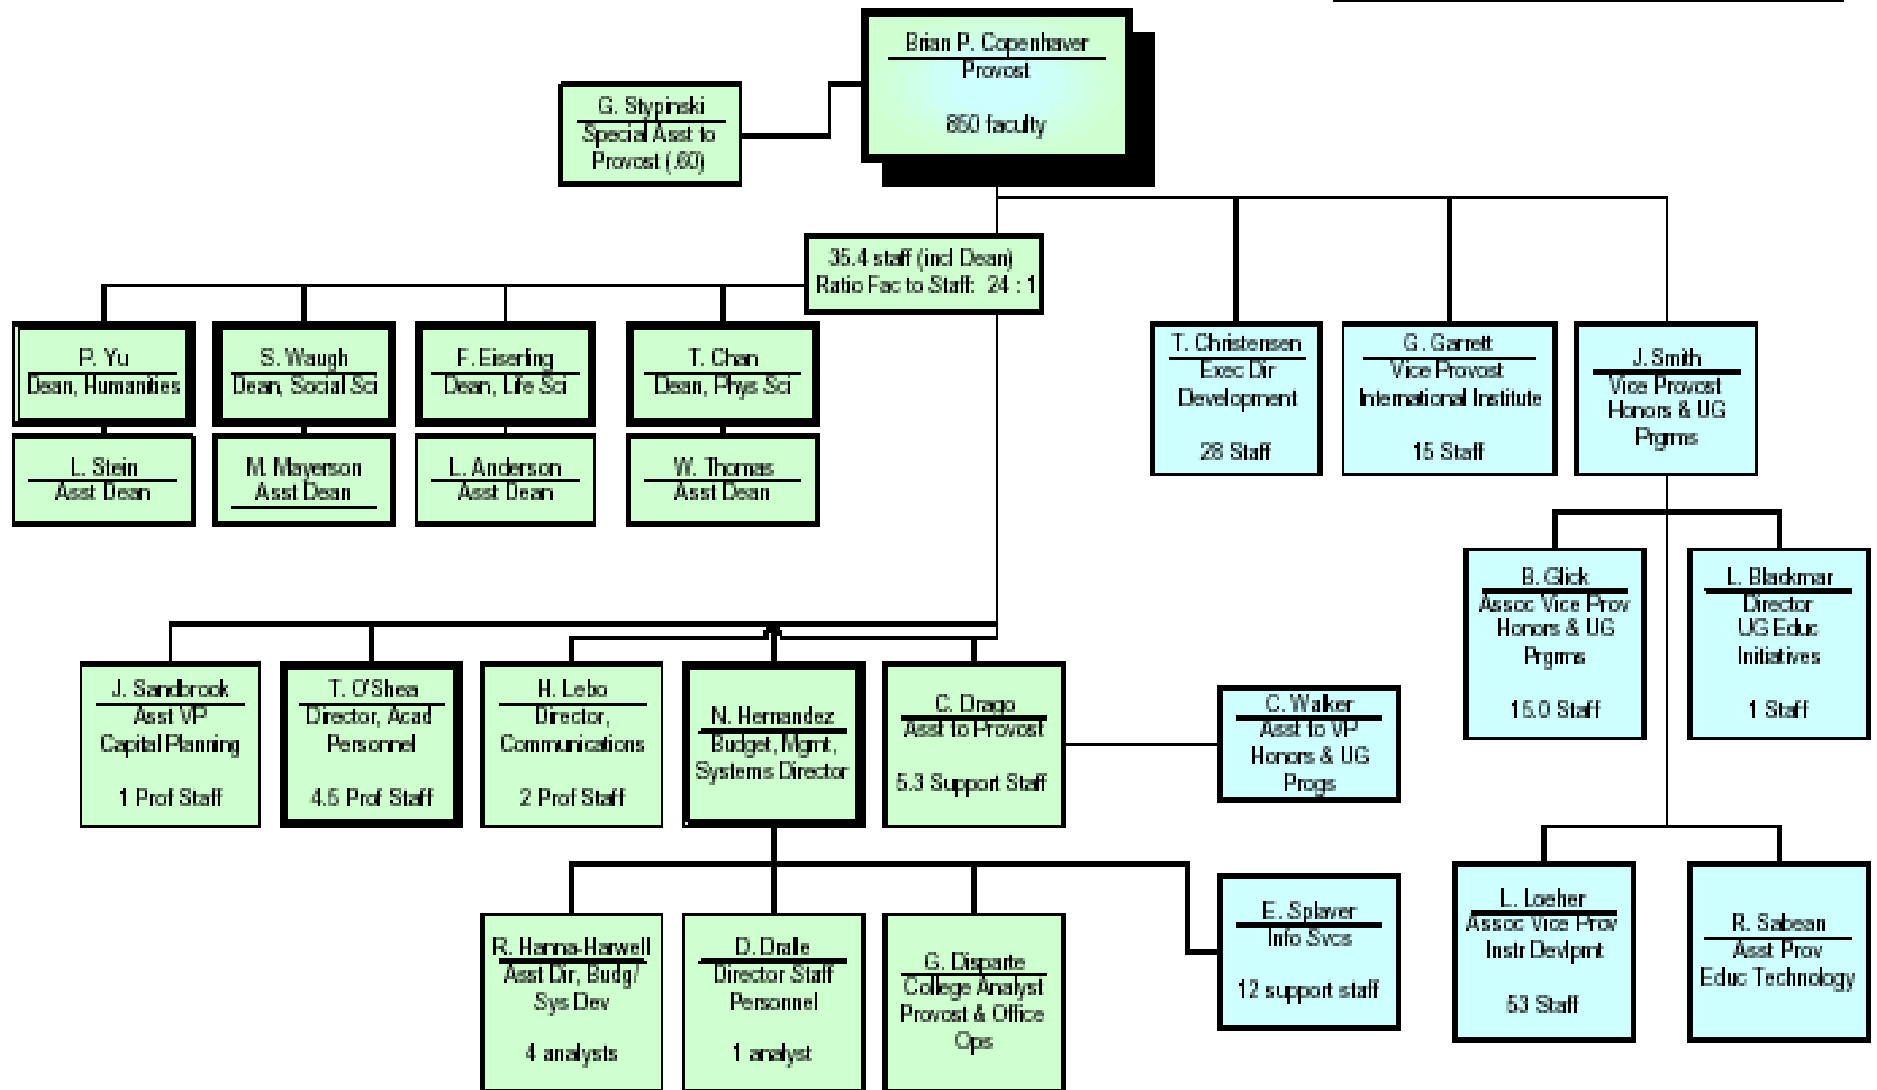 Brian P. Copenhaver
Provost
850 faculty
G. Stypinski
Special Asst to
Provost (.60)
35.4 staff (incl Dean)
Ratio Fac to Staff: 24 : 1
P. Yu
Dean, Humanities
S. Waugh
Dean, Social Sci
F. Eiserling
Dean, Life Sci
T. Chan
Dean, Phys Sci
L. Stein
Asst Dean
M. Mayerson
Asst Dean
L. Anderson
Asst Dean
W. Thomas
Asst Dean
T. Christensen
Exec Dir
Development
28 Staff
G. Garrett
Vice Provost
International Institute
15 Staff
J. Smith
Vice Provost
Honors & UG
Prgrms
B. Glick
Assoc Vice Prov
Honors & UG
Prgrms
15.0 Staff
L. Blackmar
Director
UG Educ
Initiatives
1 Staff
J. Sandbrook
Asst VP
Capital Planning
1 Prof Staff
T. O'Shea
Director, Acad
Personnel
4.5 Prof Staff
H. Lebo
Director,
Communications
2 Prof Staff
N. Hernandez
Budget, Mgmt,
Systems Director
C. Drago
Asst to Provost
5.3 Support Staff
C. Walker
Asst to VP
Honors & UG
Progs
R. Hanna-Harwell
Asst Dir, Budg/
Sys Dev
4 analysts
D. Dralle
Director Staff
Personnel
1 analyst
G. Disparte
College Analyst
Provost & Office
Ops
E. Splaver
Info Svcs
12 support staff
L. Loeher
Assoc Vice Prov
Instr Devlpmt
53 Staff
R. Sabean
Asst Prov
Educ Technology